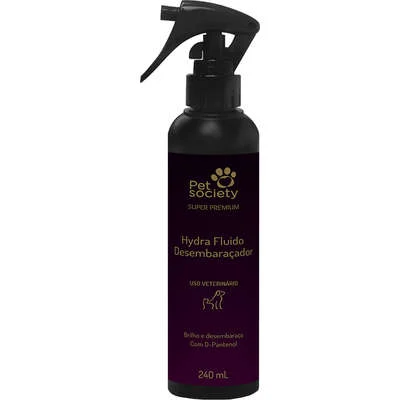 Pet
Society
SUPER PREMIUM
Hydra Fluido
Desembaraçador
USO VETERINÁRIO
Brilho e desembaraço
Com D-Pantenol
240 mL